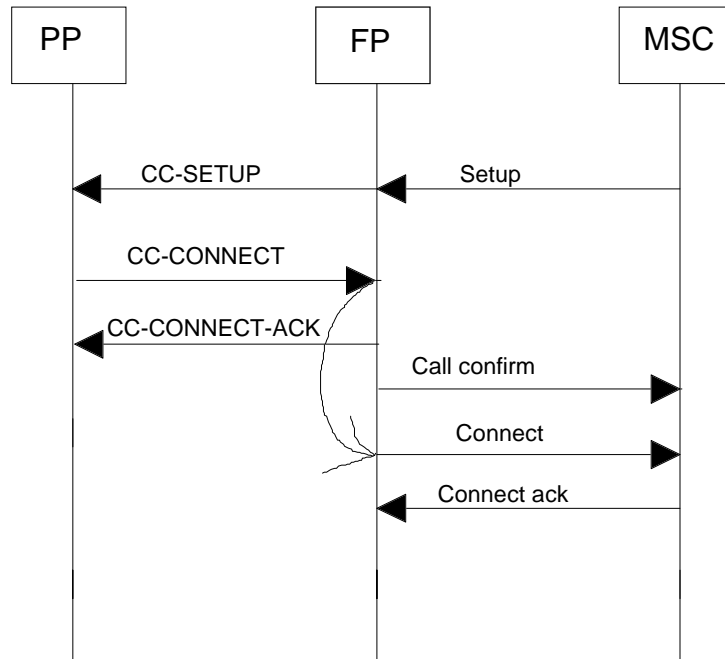 PP
FP
MSC
CC-SETUP
Setup
CC-CONNECT
CC-CONNECT-ACK
Call confirm
Connect
Connect ack